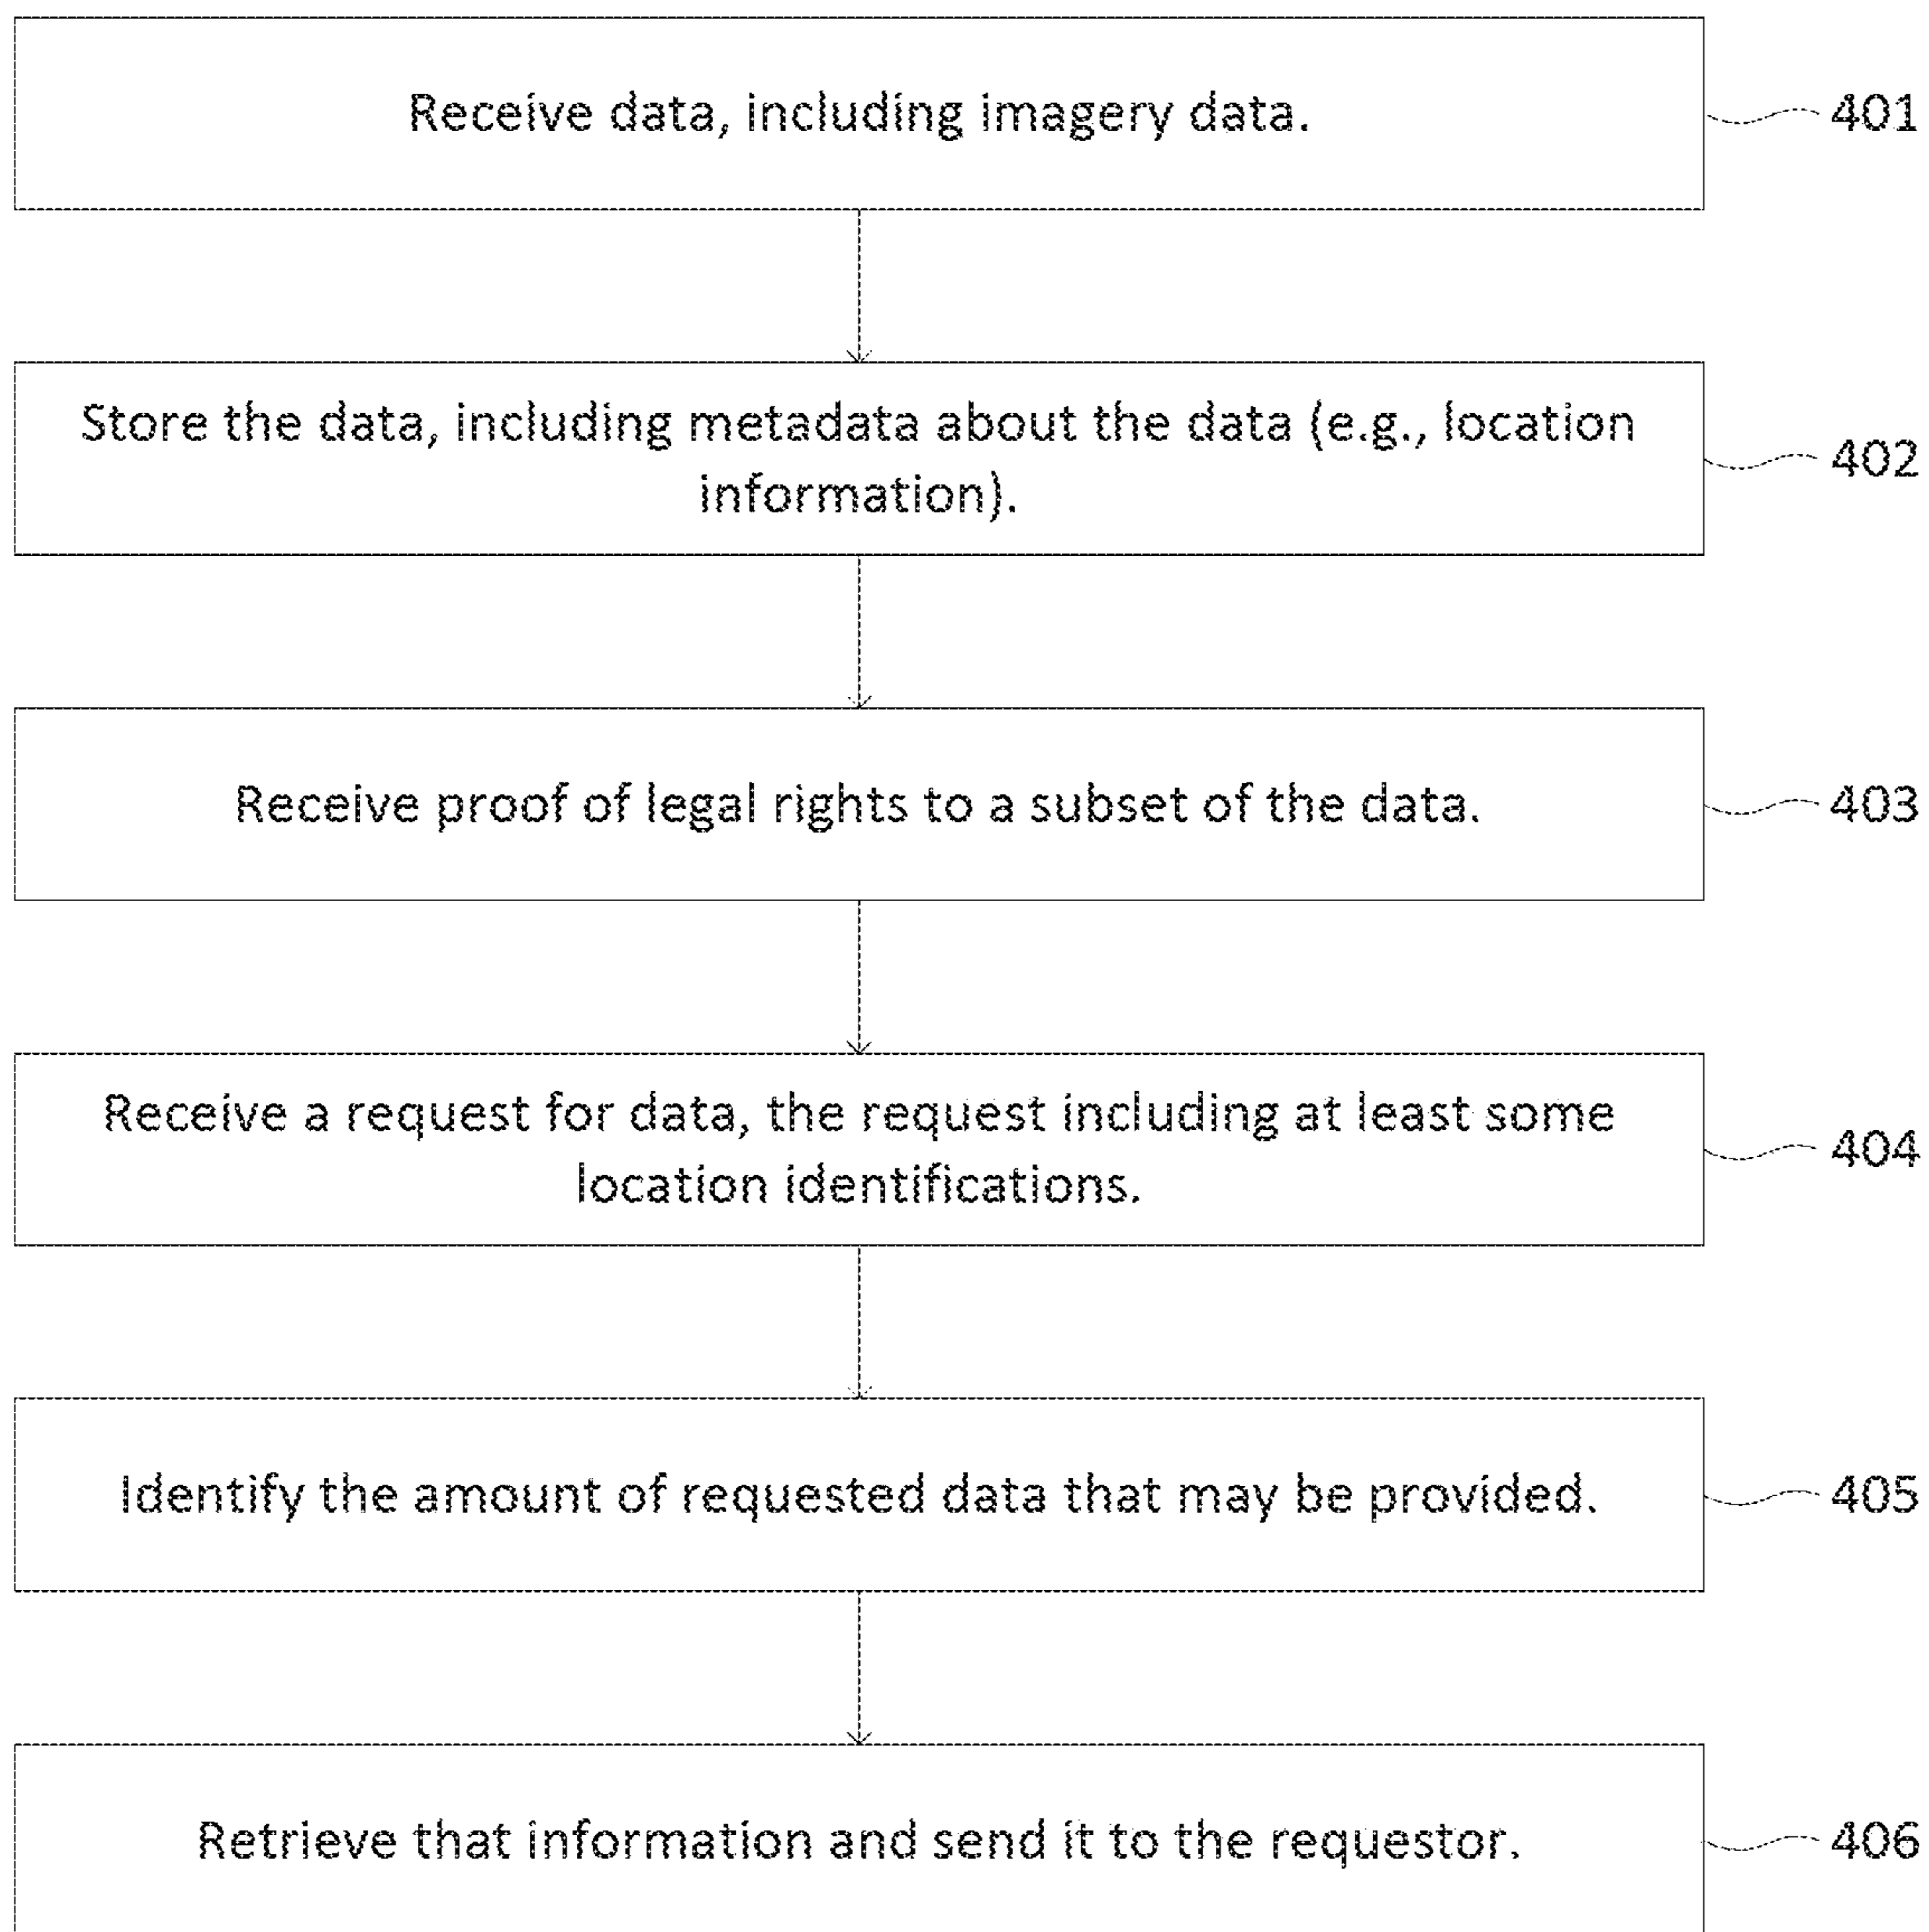 Receive data, including imagery data.
401
Store the data, including metadata about the data (e.g., location
information).
402
Receive proof of legal rights to a subset of the data.
403
Receive a request for data, the request including at least some
location identifications.
404
Identify the amount of requested data that may be provided.
405
Retrieve that information and send it to the requestor.
406